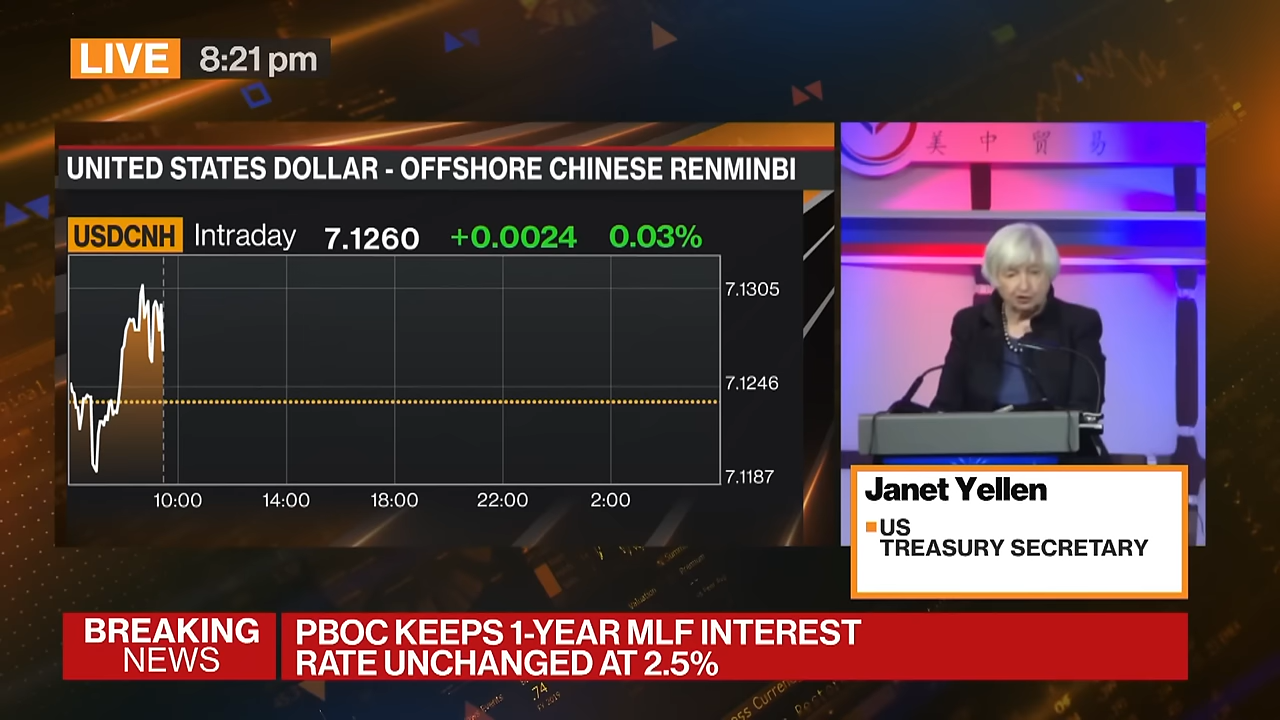 LIVE 8:21 pm
UNITED STATES DOLLAR - OFFSHORE CHINESE RENMINBI
USDCNH Intraday 7.1260 +0.0024 0.03%
7.1305
7.1246
7.1187
10:00 14:00 18:00 22:00 2:00
美中贸易
Janet Yellen
US
TREASURY SECRETARY
BREAKING
NEWS
PBOC KEEPS 1-YEAR MLF INTEREST
RATE UNCHANGED AT 2.5%